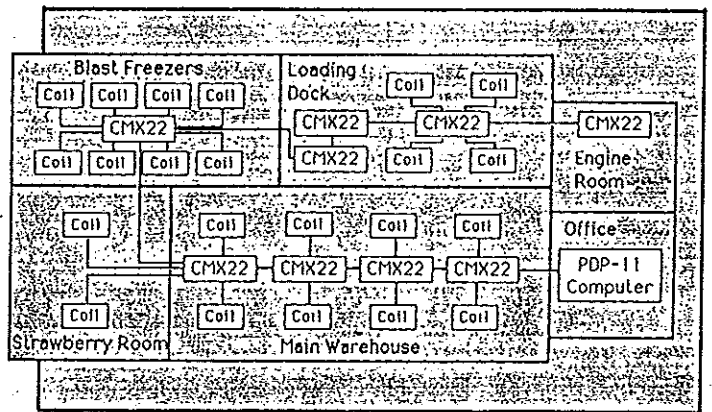 Blast Freezers
Coil Coil Coil Coil
CMX22
Coil Coil Coil Coil
Loading
Dock
Coil Coil
CMX22 CMX22
CMX22
Coil Coil
CMX22
Engine
Room
Coil
Coil
Strawberry Room
Coil Coil Coil Coil
CMX22 CMX22 CMX22 CMX22
Coil Coil Coil Coil
Main Warehouse
Office
PDP-11
Computer